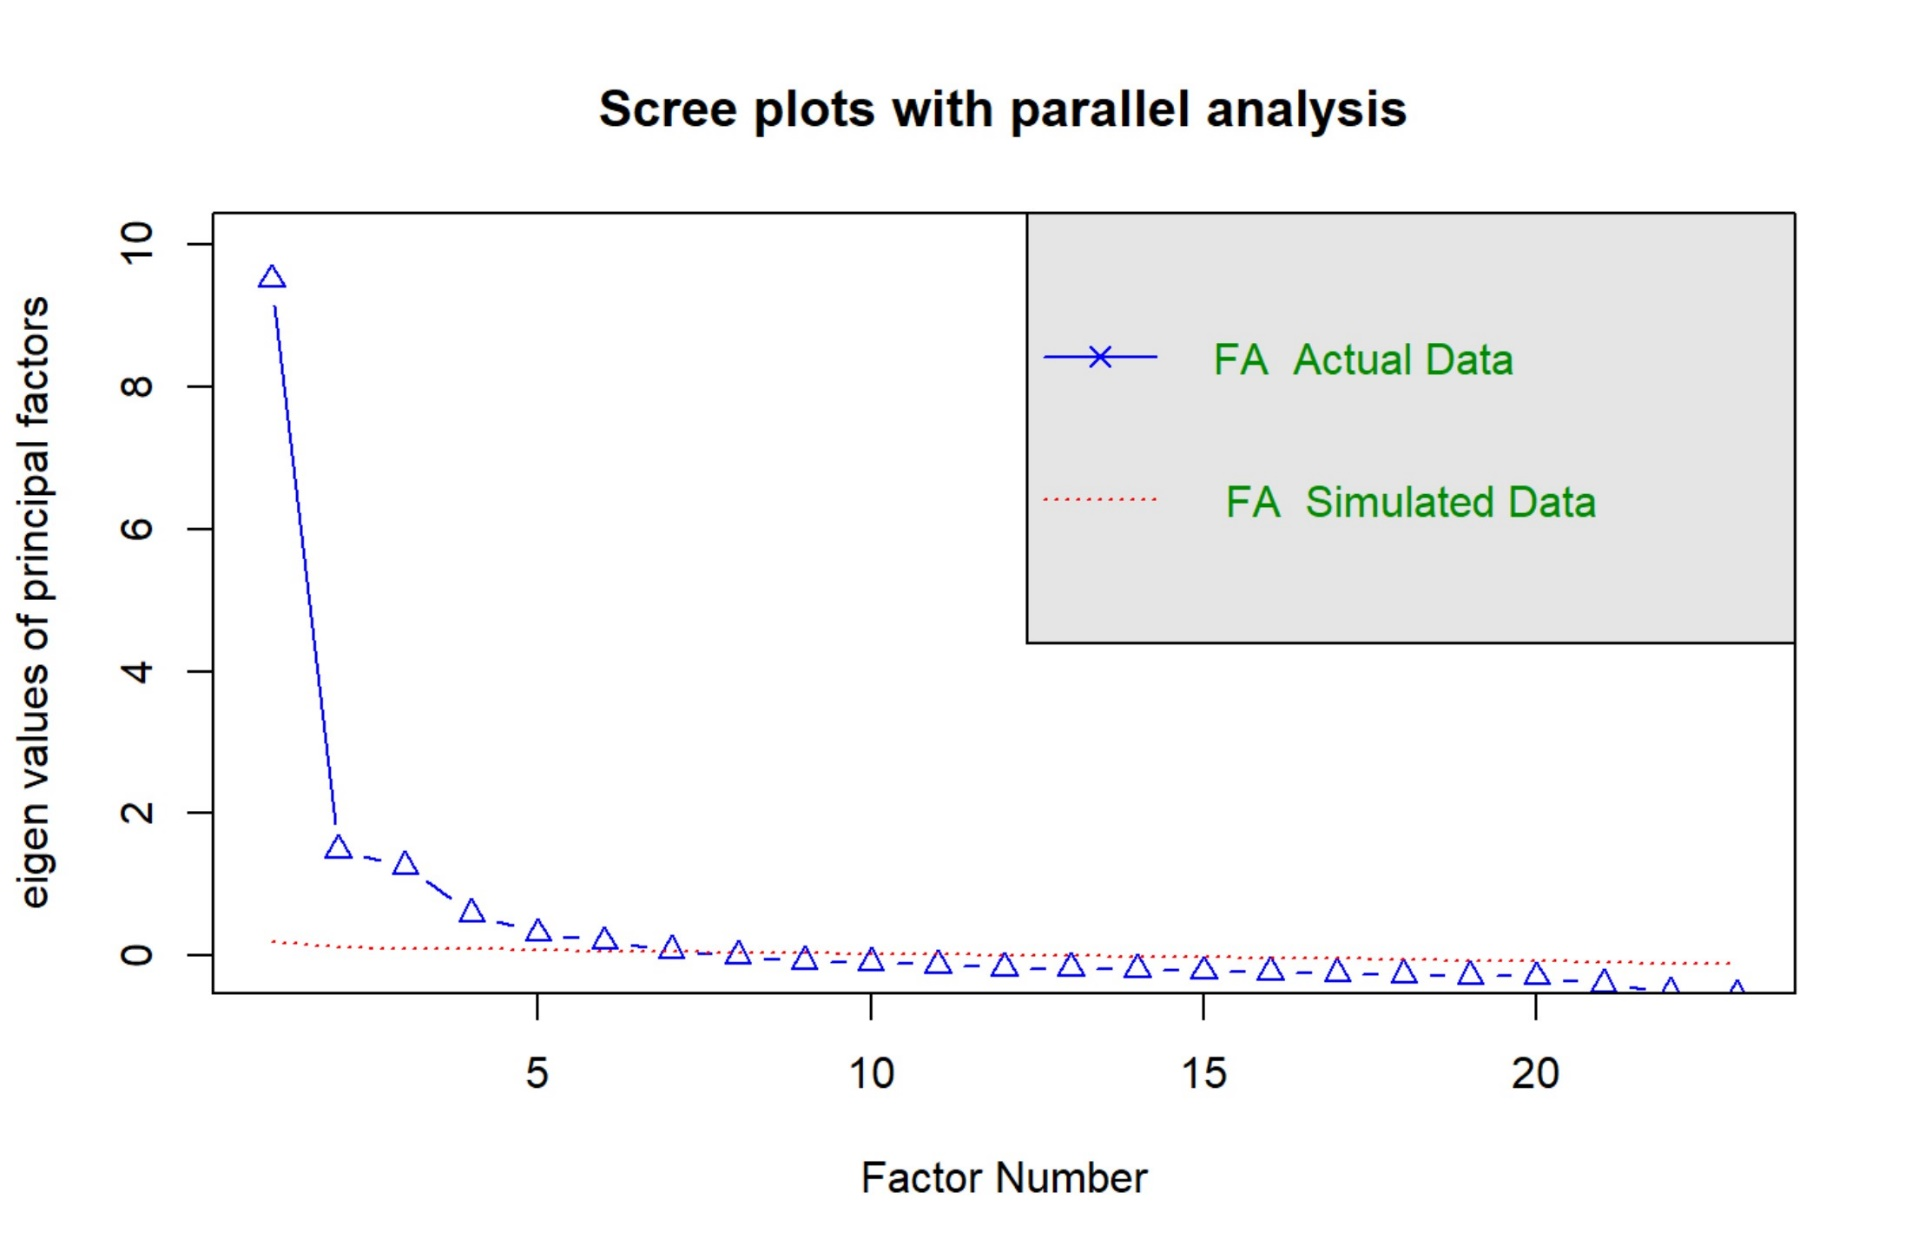 Scree plots with parallel analysis
eigen values of principal factors
10
8
6
4
2
0
FA  Actual Data
FA  Simulated Data
5
10
15
20
Factor Number